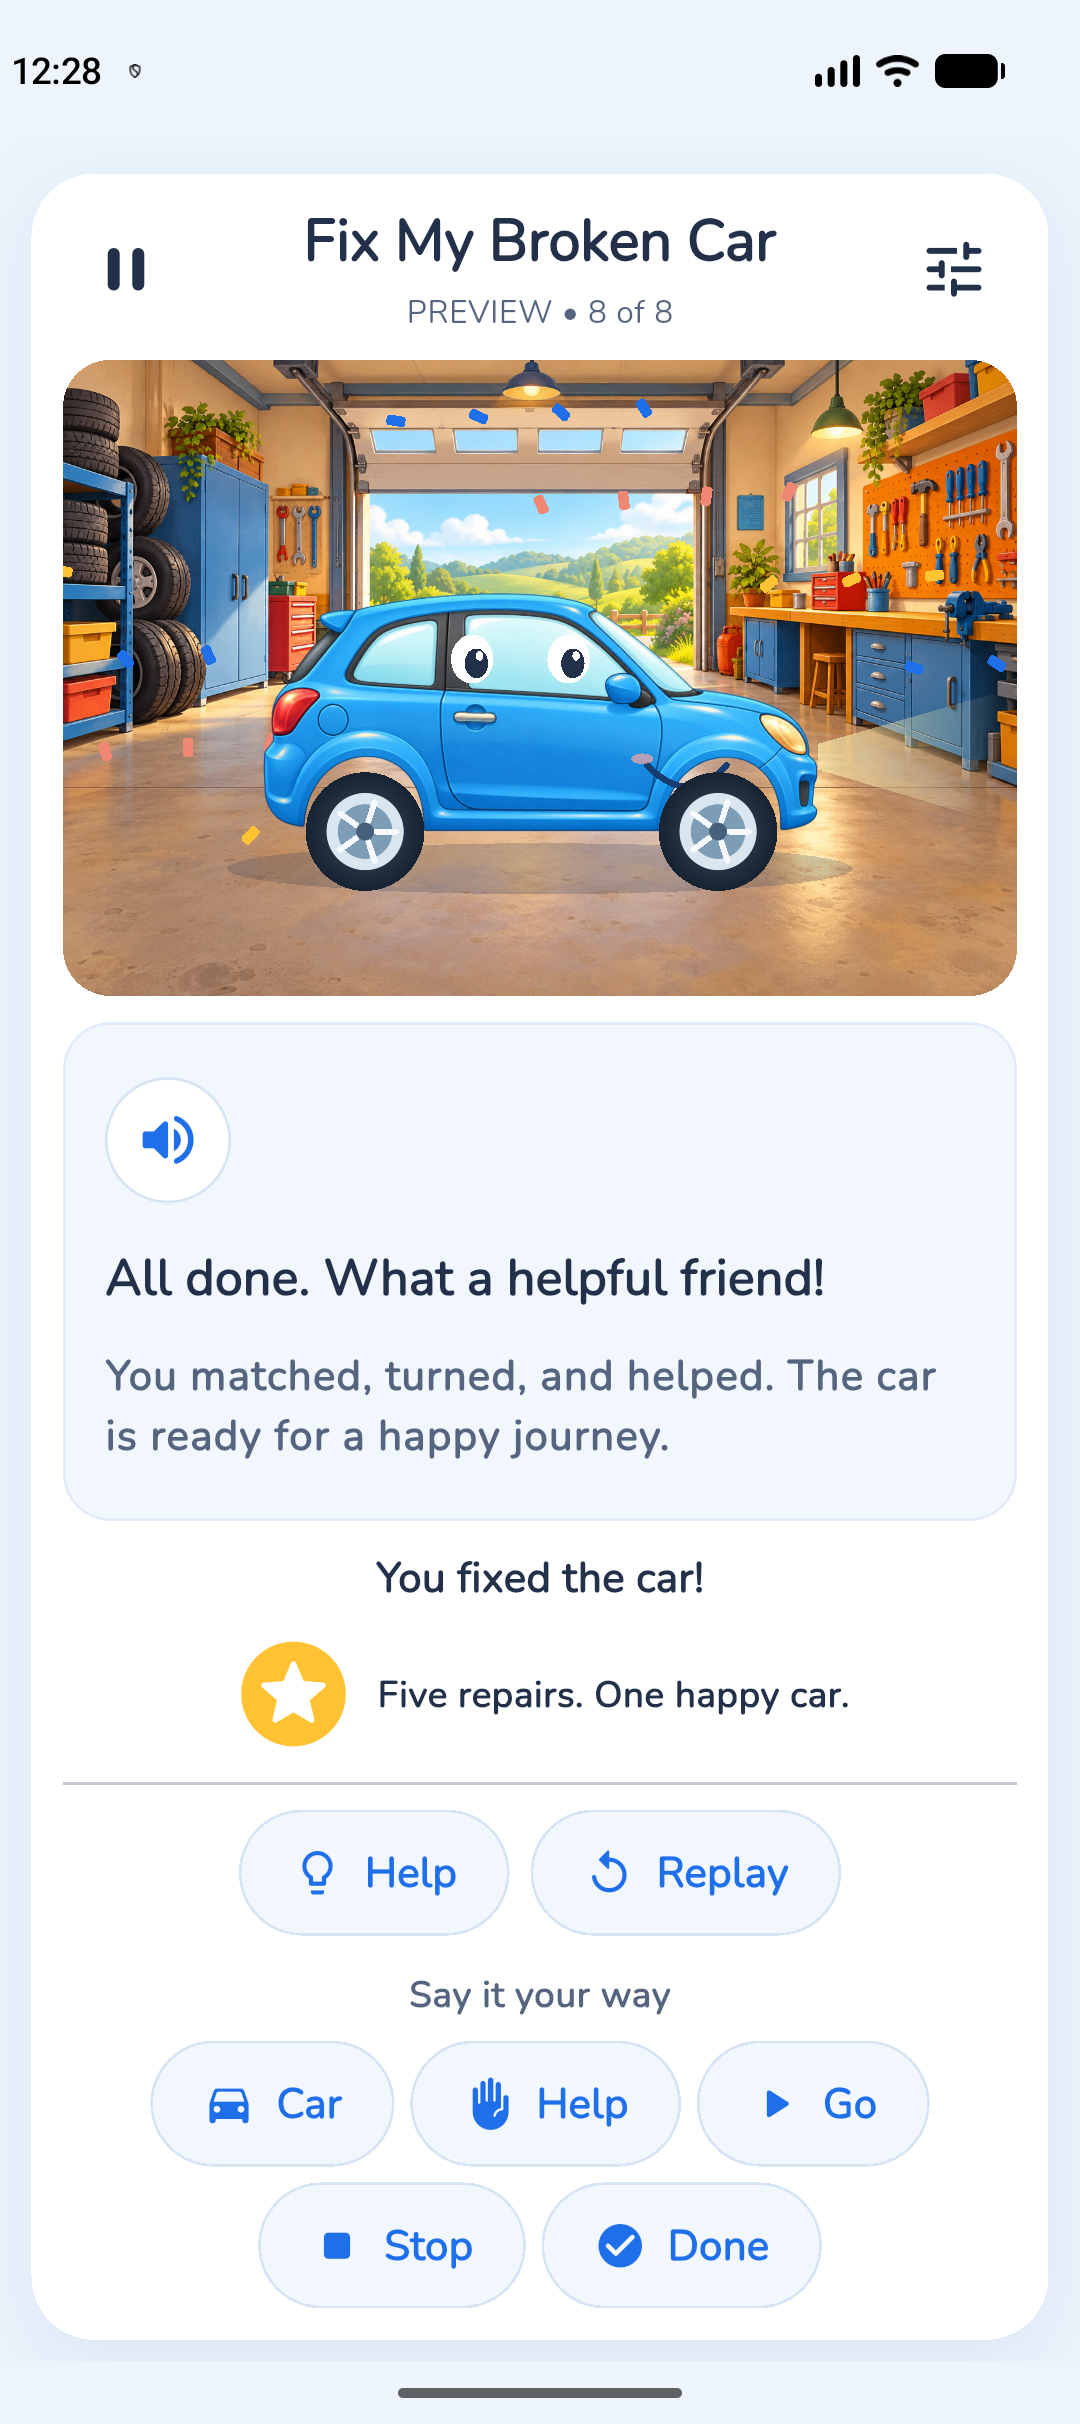 12:28
Fix My Broken Car
PREVIEW • 8 of 8
All done. What a helpful friend!
You matched, turned, and helped. The car
is ready for a happy journey.
You fixed the car!
Five repairs. One happy car.
Help
Replay
Say it your way
Car
Help
Go
Stop
Done